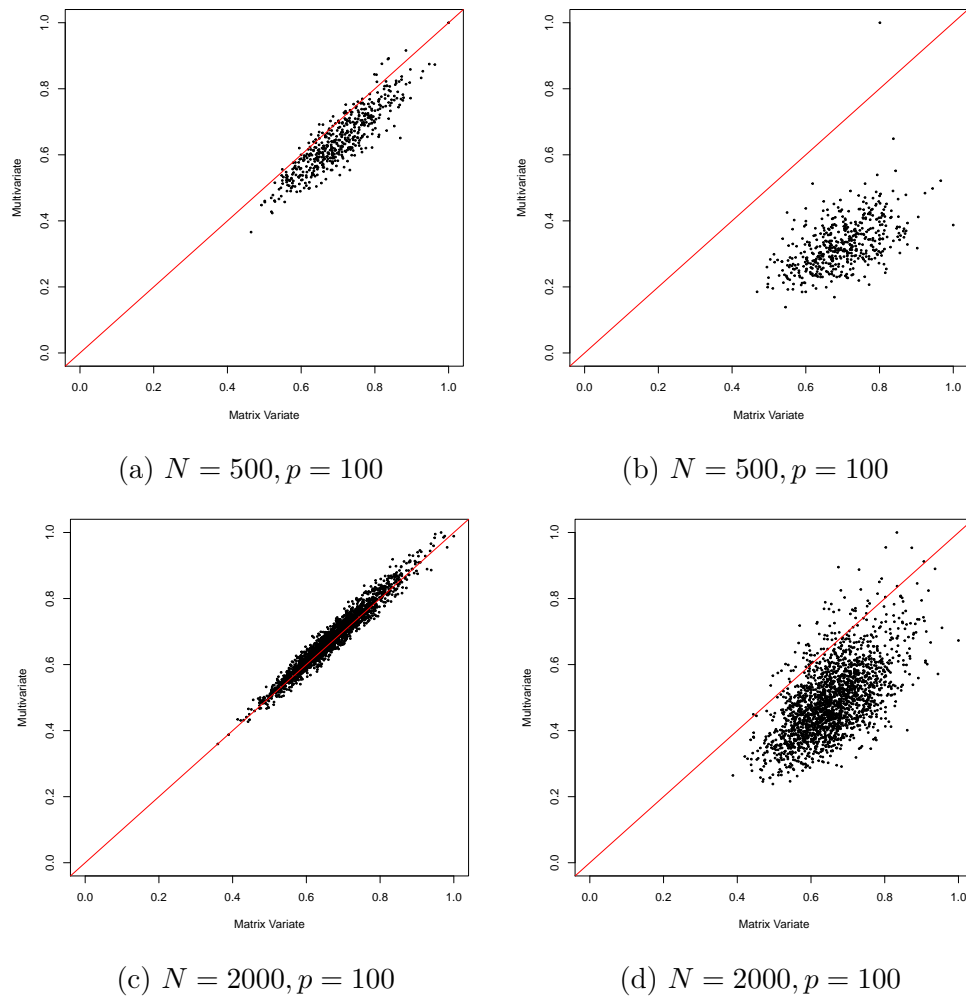 1.0
0.8
0.6
0.4
0.2
0.0
Multivariate
0.0 0.2 0.4 0.6 0.8 1.0
Matrix Variate
(a) N = 500, p = 100
1.0
0.8
0.6
0.4
0.2
0.0
Multivariate
0.0 0.2 0.4 0.6 0.8 1.0
Matrix Variate
(b) N = 500, p = 100
1.0
0.8
0.6
0.4
0.2
0.0
Multivariate
0.0 0.2 0.4 0.6 0.8 1.0
Matrix Variate
(c) N = 2000, p = 100
1.0
0.8
0.6
0.4
0.2
0.0
Multivariate
0.0 0.2 0.4 0.6 0.8 1.0
Matrix Variate
(d) N = 2000, p = 100